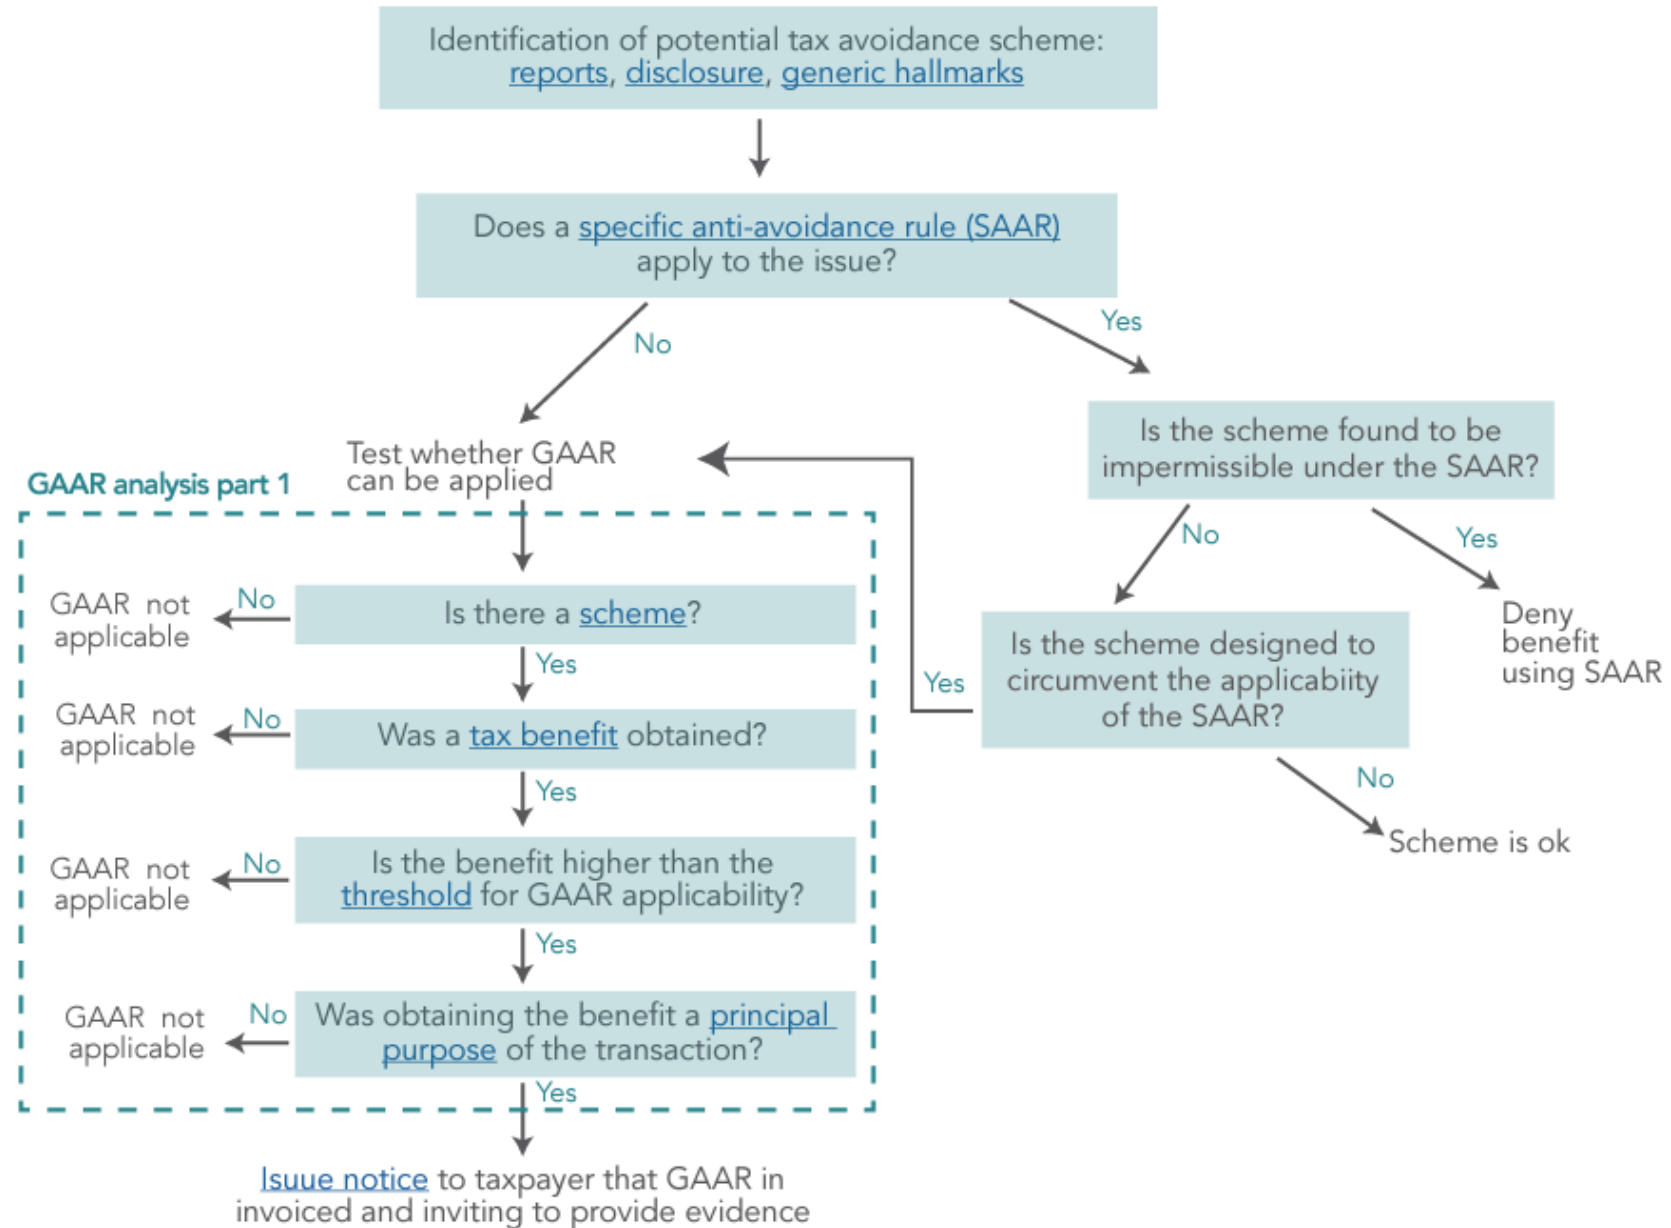 Identification of potential tax avoidance scheme:
reports, disclosure, generic hallmarks
Does a specific anti-avoidance rule (SAAR)
apply to the issue?
No
Yes
Test whether GAAR
can be applied
Is the scheme found to be
impermissible under the SAAR?
GAAR analysis part 1
No
Yes
GAAR not
applicable
No
Is there a scheme?
Deny
benefit
using SAAR
Is the scheme designed to
circumvent the applicabiity
of the SAAR?
Yes
Yes
GAAR not
applicable
No
Was a tax benefit obtained?
No
Yes
Scheme is ok
GAAR not
applicable
No
Is the benefit higher than the
threshold for GAAR applicability?
Yes
GAAR not
applicable
No
Was obtaining the benefit a principal
purpose of the transaction?
Yes
Isuue notice to taxpayer that GAAR in
invoiced and inviting to provide evidence